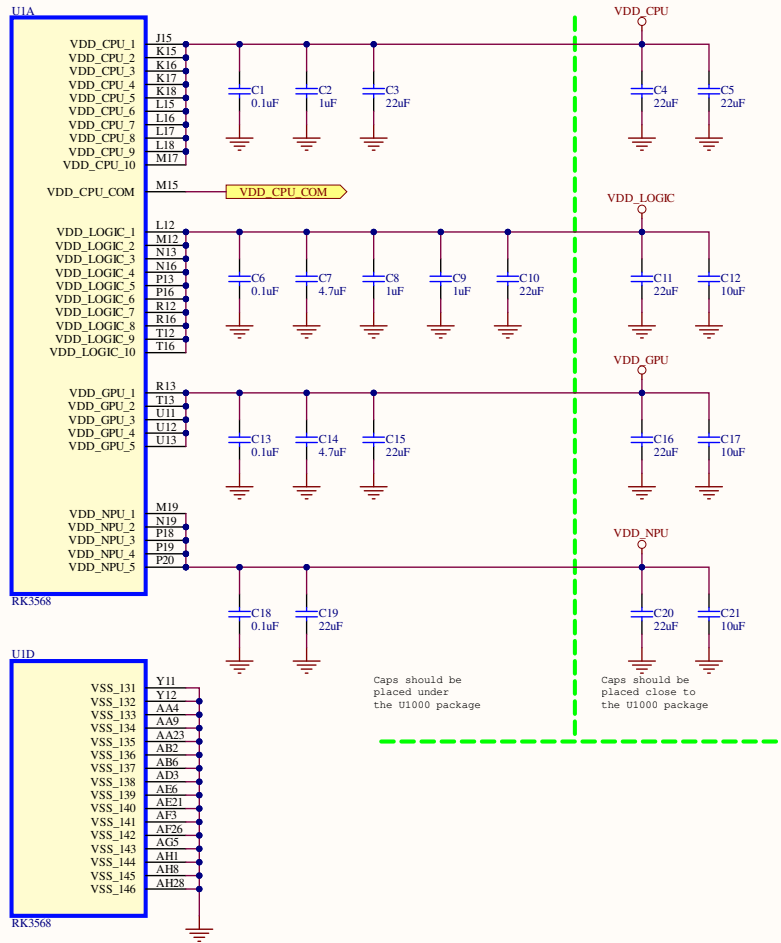 U1A
VDD_CPU
VDD_CPU_1 J15
VDD_CPU_2 K15
VDD_CPU_3 K16
VDD_CPU_4 K17
VDD_CPU_5 K18
VDD_CPU_6 L15
VDD_CPU_7 L16
VDD_CPU_8 L17
VDD_CPU_9 L18
VDD_CPU_10 M17
C1 C2 C3 C4 C5
0.1uF 1uF 22uF 22uF 22uF
VDD_CPU_COM M15 VDD_CPU_COM
VDD_LOGIC
VDD_LOGIC_1 L12
VDD_LOGIC_2 M12
VDD_LOGIC_3 N13
VDD_LOGIC_4 N16
VDD_LOGIC_5 P13
VDD_LOGIC_6 P16
VDD_LOGIC_7 R12
VDD_LOGIC_8 R16
VDD_LOGIC_9 T12
VDD_LOGIC_10 T16
C6 C7 C8 C9 C10 C11 C12
0.1uF 4.7uF 1uF 1uF 22uF 22uF 10uF
VDD_GPU
VDD_GPU_1 R13
VDD_GPU_2 T13
VDD_GPU_3 U11
VDD_GPU_4 U12
VDD_GPU_5 U13
C13 C14 C15 C16 C17
0.1uF 4.7uF 22uF 22uF 10uF
VDD_NPU
VDD_NPU_1 M19
VDD_NPU_2 N19
VDD_NPU_3 P18
VDD_NPU_4 P19
VDD_NPU_5 P20
C18 C19 C20 C21
0.1uF 22uF 22uF 10uF
RK3568
Caps should be
placed under
the U1000 package
Caps should be
placed close to
the U1000 package
U1D
VSS_131 Y11
VSS_132 Y12
VSS_133 AA4
VSS_134 AA9
VSS_135 AA23
VSS_136 AB2
VSS_137 AB6
VSS_138 AD3
VSS_139 AE6
VSS_140 AE21
VSS_141 AF3
VSS_142 AF26
VSS_143 AG5
VSS_144 AH1
VSS_145 AH8
VSS_146 AH28
RK3568